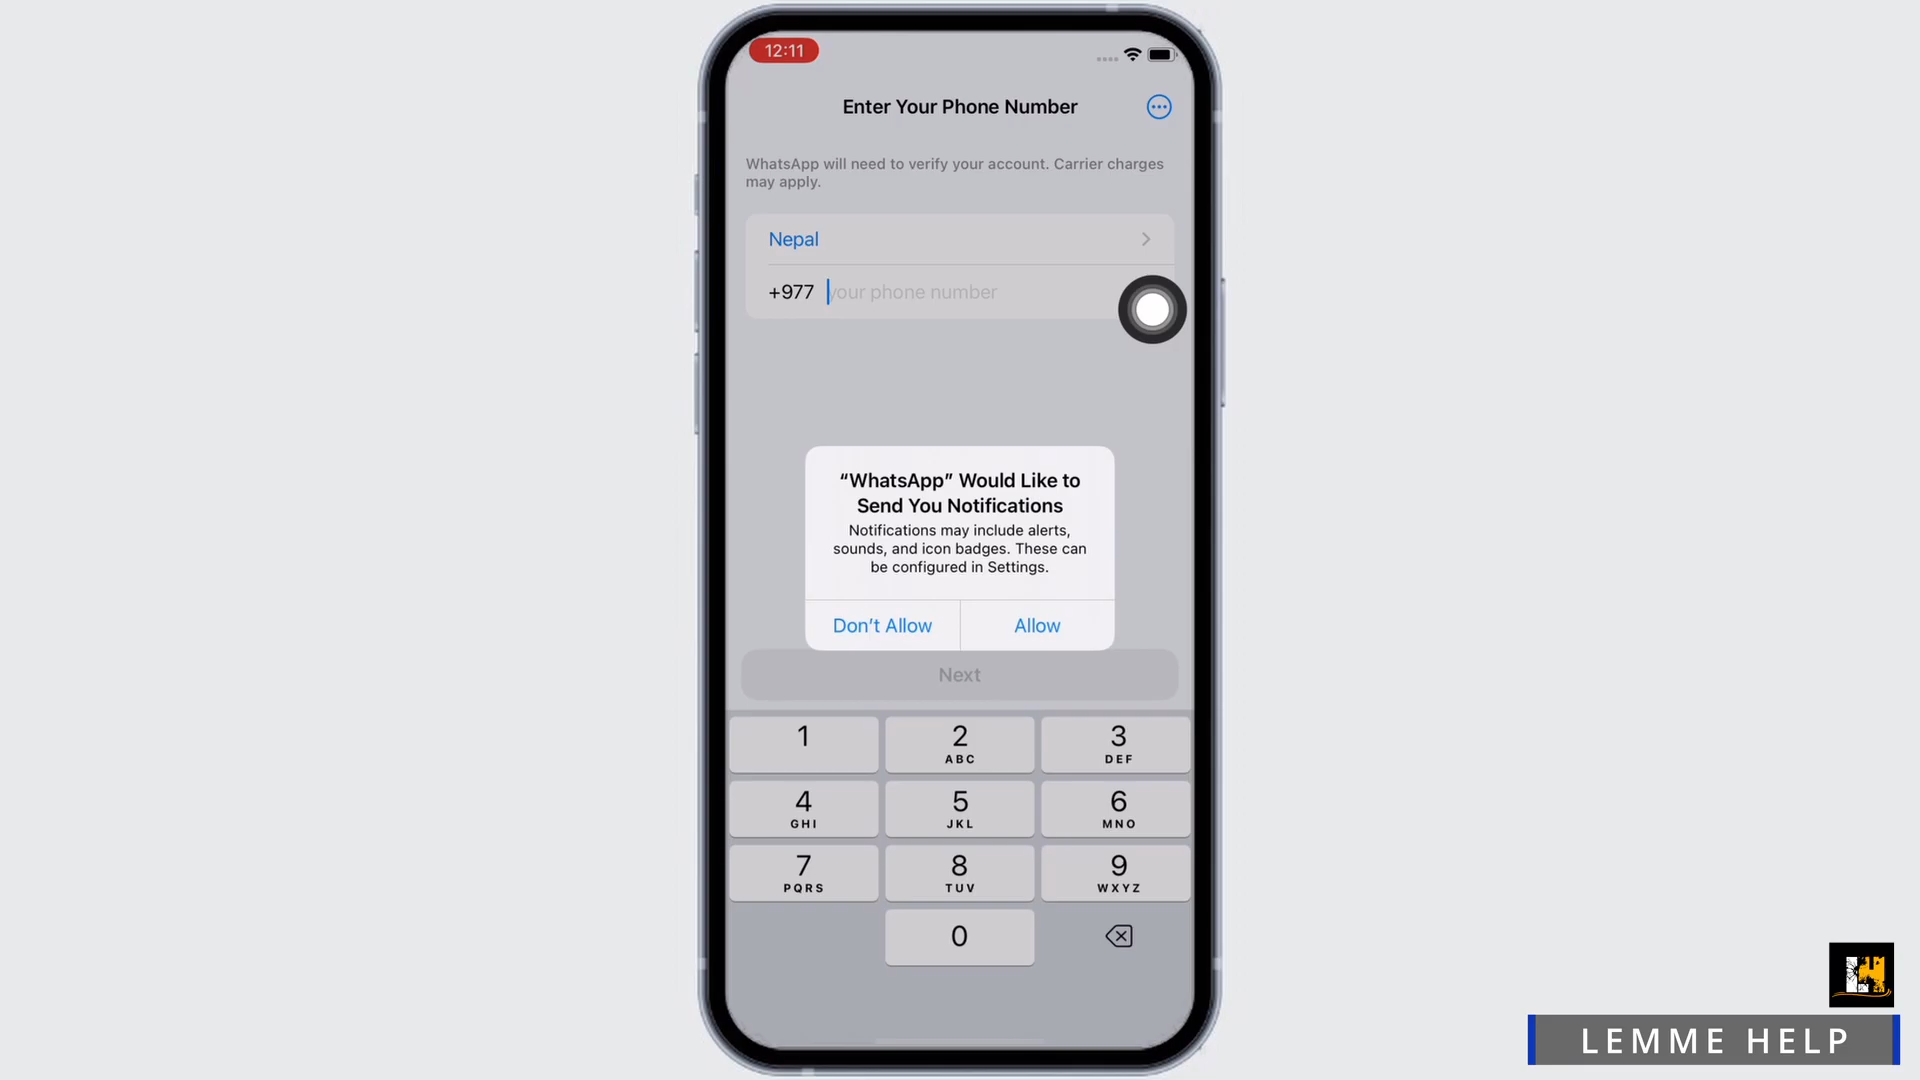 12:11
Enter Your Phone Number
WhatsApp will need to verify your account. Carrier charges
may apply.
Nepal
+977 your phone number
“WhatsApp” Would Like to
Send You Notifications
Notifications may include alerts,
sounds, and icon badges. These can
be configured in Settings.
Don’t Allow Allow
Next
1 2 3
ABC DEF
4 5 6
GHI JKL MNO
7 8 9
PQRS TUV WXYZ
0
LH
LEMME HELP